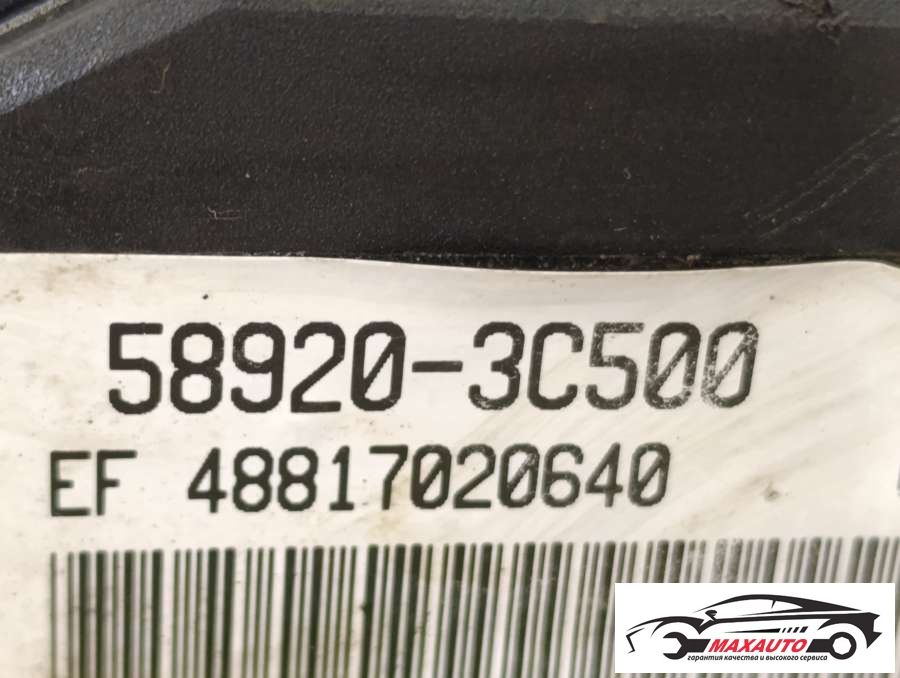 58920-3C500
EF 48817020640
MAXAUTO
гарантия качества и высокого сервиса